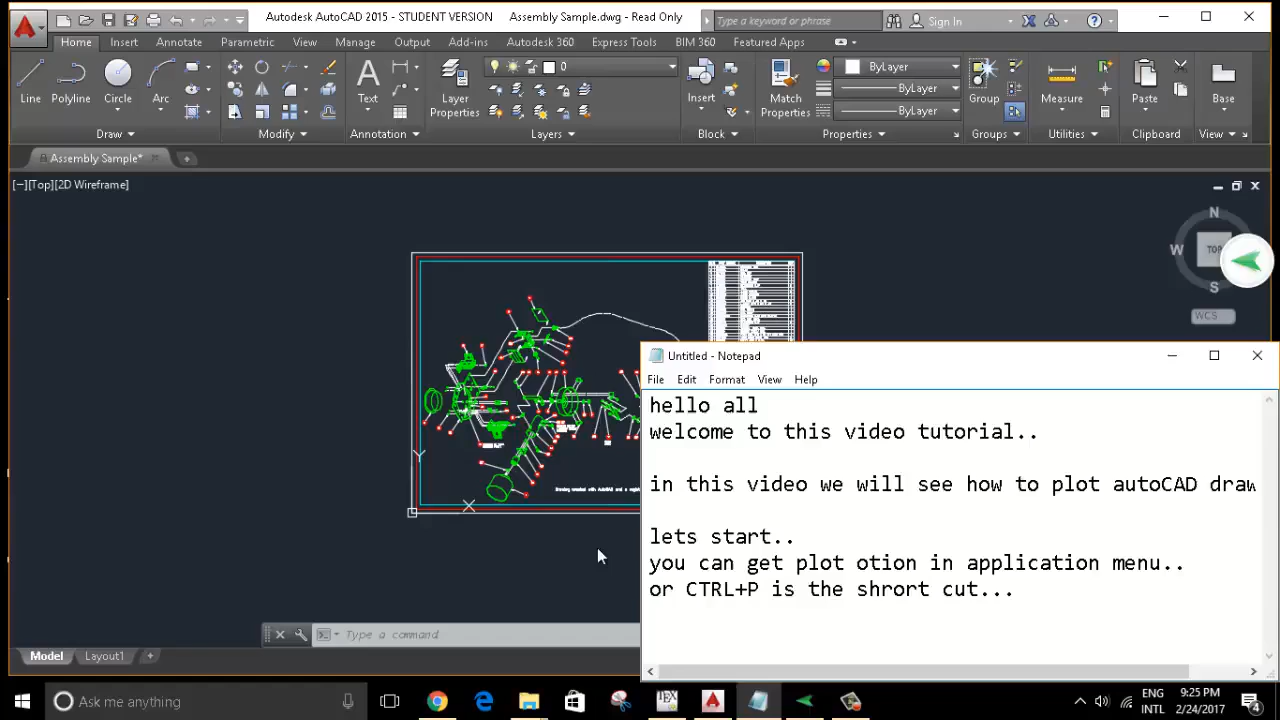 Autodesk AutoCAD 2015 - STUDENT VERSION Assembly Sample.dwg - Read Only
Type a keyword or phrase
Sign In
Home Insert Annotate Parametric View Manage Output Add-ins Autodesk 360 Express Tools BIM 360 Featured Apps
Line Polyline Circle Arc Text Layer Properties 0 Insert Match Properties ByLayer Group Measure Paste Base
ByLayer
ByLayer
Draw Modify Annotation Layers Block Properties Groups Utilities Clipboard View
Assembly Sample*
[−][Top][2D Wireframe]
N
W TOP
S
WCS
Untitled - Notepad
File Edit Format View Help
hello all
welcome to this video tutorial..
in this video we will see how to plot autoCAD draw
lets start..
you can get plot otion in application menu..
or CTRL+P is the shrort cut...
Y
X
Type a command
Model Layout1
Ask me anything
ENG 9:25 PM
INTL 2/24/2017
4